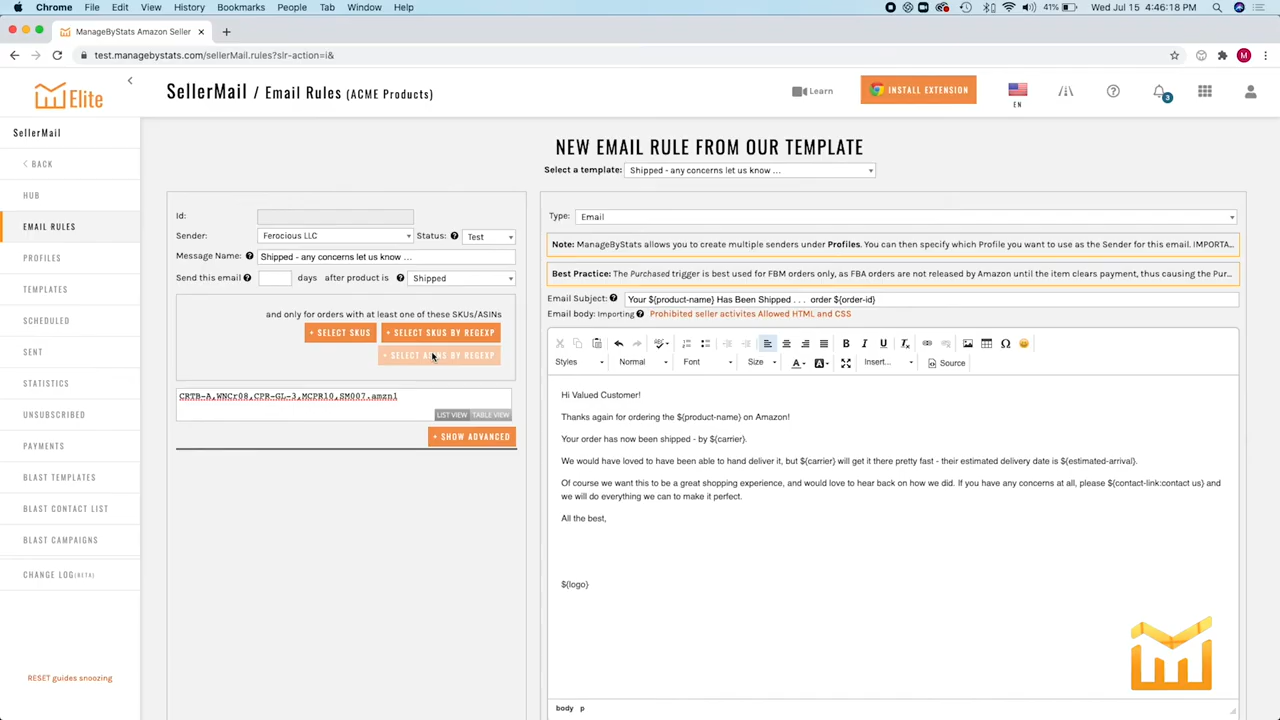 Chrome File Edit View History Bookmarks People Tab Window Help 41% Wed Jul 15 4:46:18 PM
ManageByStats Amazon Seller
test.managebystats.com/sellerMail.rules?slr-action=i&
M
Elite
SellerMail / Email Rules (ACME Products)
Learn
INSTALL EXTENSION
EN
3
SellerMail
< BACK
HUB
EMAIL RULES
PROFILES
TEMPLATES
SCHEDULED
SENT
STATISTICS
UNSUBSCRIBED
PAYMENTS
BLAST TEMPLATES
BLAST CONTACT LIST
BLAST CAMPAIGNS
CHANGE LOG(BETA)
RESET guides snoozing
NEW EMAIL RULE FROM OUR TEMPLATE
Select a template: Shipped - any concerns let us know ...
Id:
Sender: Ferocious LLC Status: Test
Message Name: Shipped - any concerns let us know ...
Send this email days after product is Shipped
and only for orders with at least one of these SKUs/ASINs
+ SELECT SKUS + SELECT SKUS BY REGEXP
+ SELECT ASINS BY REGEXP
CRTB-A,WNCr08,CPR-GL-3,MCPR10,SM007.amzn1
LIST VIEW TABLE VIEW
+ SHOW ADVANCED
Type: Email
Note: ManageByStats allows you to create multiple senders under Profiles. You can then specify which Profile you want to use as the Sender for this email. IMPORTA...
Best Practice: The Purchased trigger is best used for FBM orders only, as FBA orders are not released by Amazon until the item clears payment, thus causing the Pur...
Email Subject: Your ${product-name} Has Been Shipped . . . order ${order-id}
Email body: Importing Prohibited seller activites Allowed HTML and CSS
B I U
Styles Normal Font Size A A Insert... Source
Hi Valued Customer!
Thanks again for ordering the ${product-name} on Amazon!
Your order has now been shipped - by ${carrier}.
We would have loved to have been able to hand deliver it, but ${carrier} will get it there pretty fast - their estimated delivery date is ${estimated-arrival}.
Of course we want this to be a great shopping experience, and would love to hear back on how we did. If you have any concerns at all, please ${contact-link:contact us} and
we will do everything we can to make it perfect.
All the best,
${logo}
body p